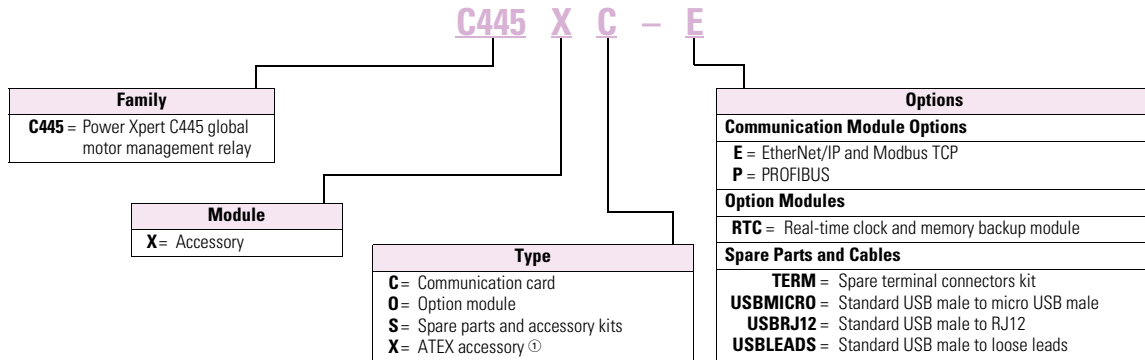 C445 X C – E
Family
C445 = Power Xpert C445 global
motor management relay
Module
X = Accessory
Type
C = Communication card
O = Option module
S = Spare parts and accessory kits
X = ATEX accessory ①
Options
Communication Module Options
E = EtherNet/IP and Modbus TCP
P = PROFIBUS
Option Modules
RTC = Real-time clock and memory backup module
Spare Parts and Cables
TERM = Spare terminal connectors kit
USBMICRO = Standard USB male to micro USB male
USBRJ12 = Standard USB male to RJ12
USBLEADS = Standard USB male to loose leads